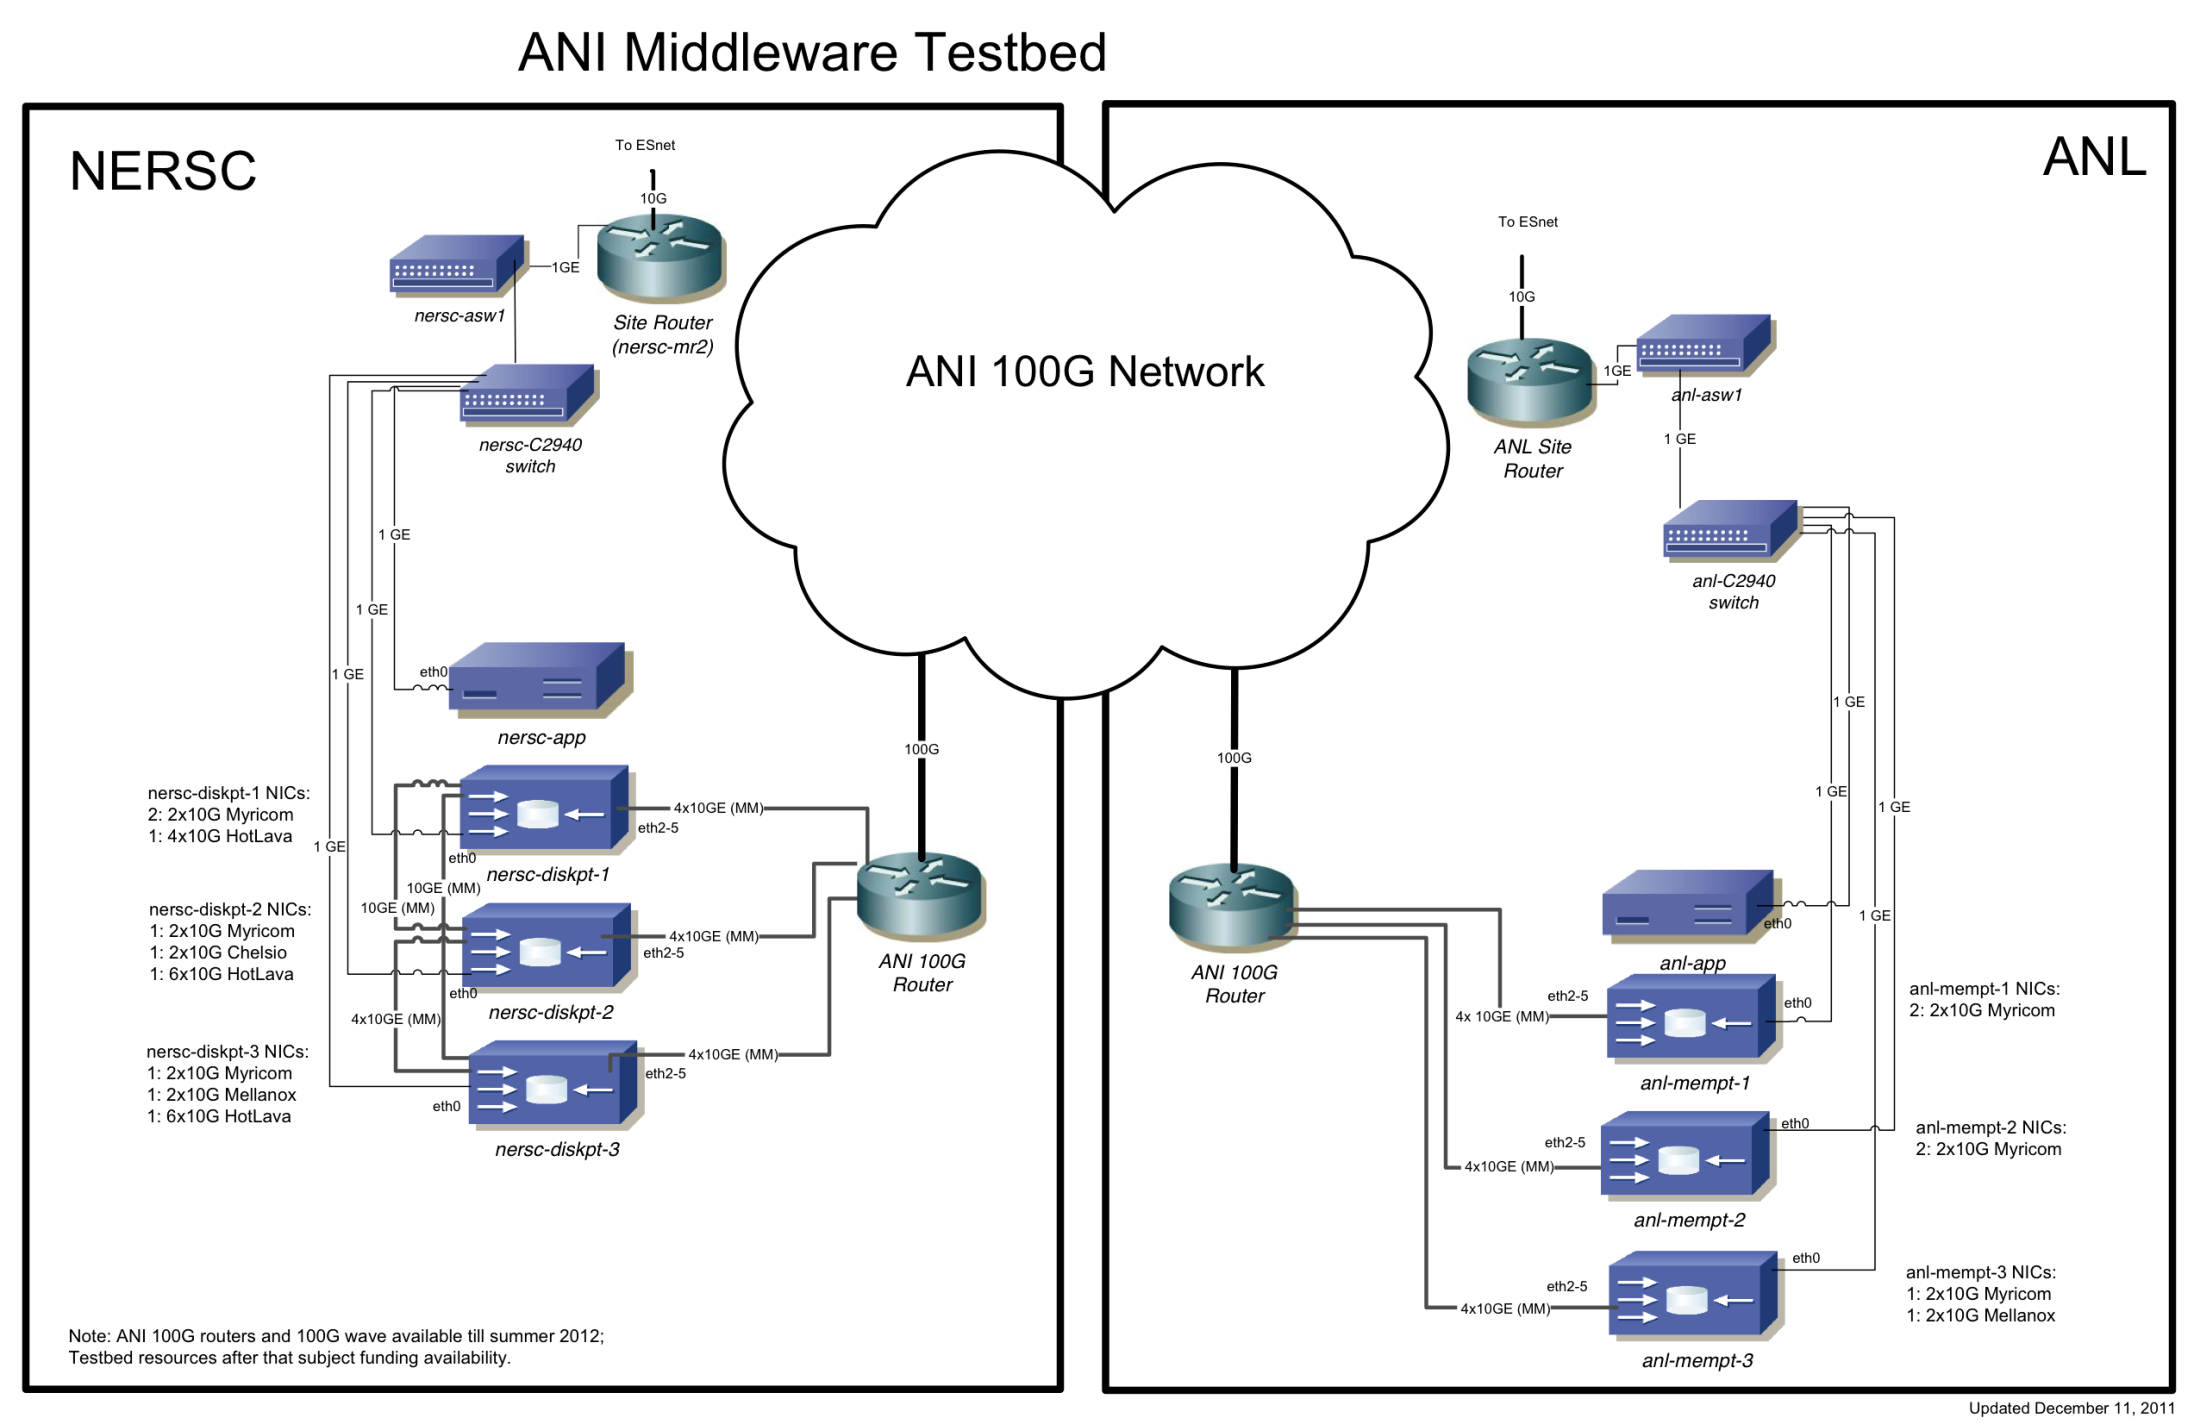 ANI Middleware Testbed
NERSC
To ESnet
10G
1GE
nersc-asw1
Site Router
(nersc-mr2)
nersc-C2940
switch
1 GE
1 GE
1 GE
1 GE
eth0
nersc-app
nersc-diskpt-1 NICs:
2: 2x10G Myricom
1: 4x10G HotLava
4x10GE (MM)
eth2-5
eth0
nersc-diskpt-1
10GE (MM)
10GE (MM)
nersc-diskpt-2 NICs:
1: 2x10G Myricom
1: 2x10G Chelsio
1: 6x10G HotLava
4x10GE (MM)
eth2-5
eth0
nersc-diskpt-2
4x10GE (MM)
nersc-diskpt-3 NICs:
1: 2x10G Myricom
1: 2x10G Mellanox
1: 6x10G HotLava
4x10GE (MM)
eth2-5
eth0
nersc-diskpt-3
100G
ANI 100G
Router
Note: ANI 100G routers and 100G wave available till summer 2012;
Testbed resources after that subject funding availability.
ANI 100G Network
ANL
To ESnet
10G
1GE
anl-asw1
ANL Site
Router
1 GE
anl-C2940
switch
1 GE
1 GE
1 GE
1 GE
100G
ANI 100G
Router
eth0
anl-app
eth2-5
4x 10GE (MM)
eth0
anl-mempt-1
anl-mempt-1 NICs:
2: 2x10G Myricom
eth2-5
4x10GE (MM)
eth0
anl-mempt-2
anl-mempt-2 NICs:
2: 2x10G Myricom
eth2-5
4x10GE (MM)
eth0
anl-mempt-3
anl-mempt-3 NICs:
1: 2x10G Myricom
1: 2x10G Mellanox
Updated December 11, 2011